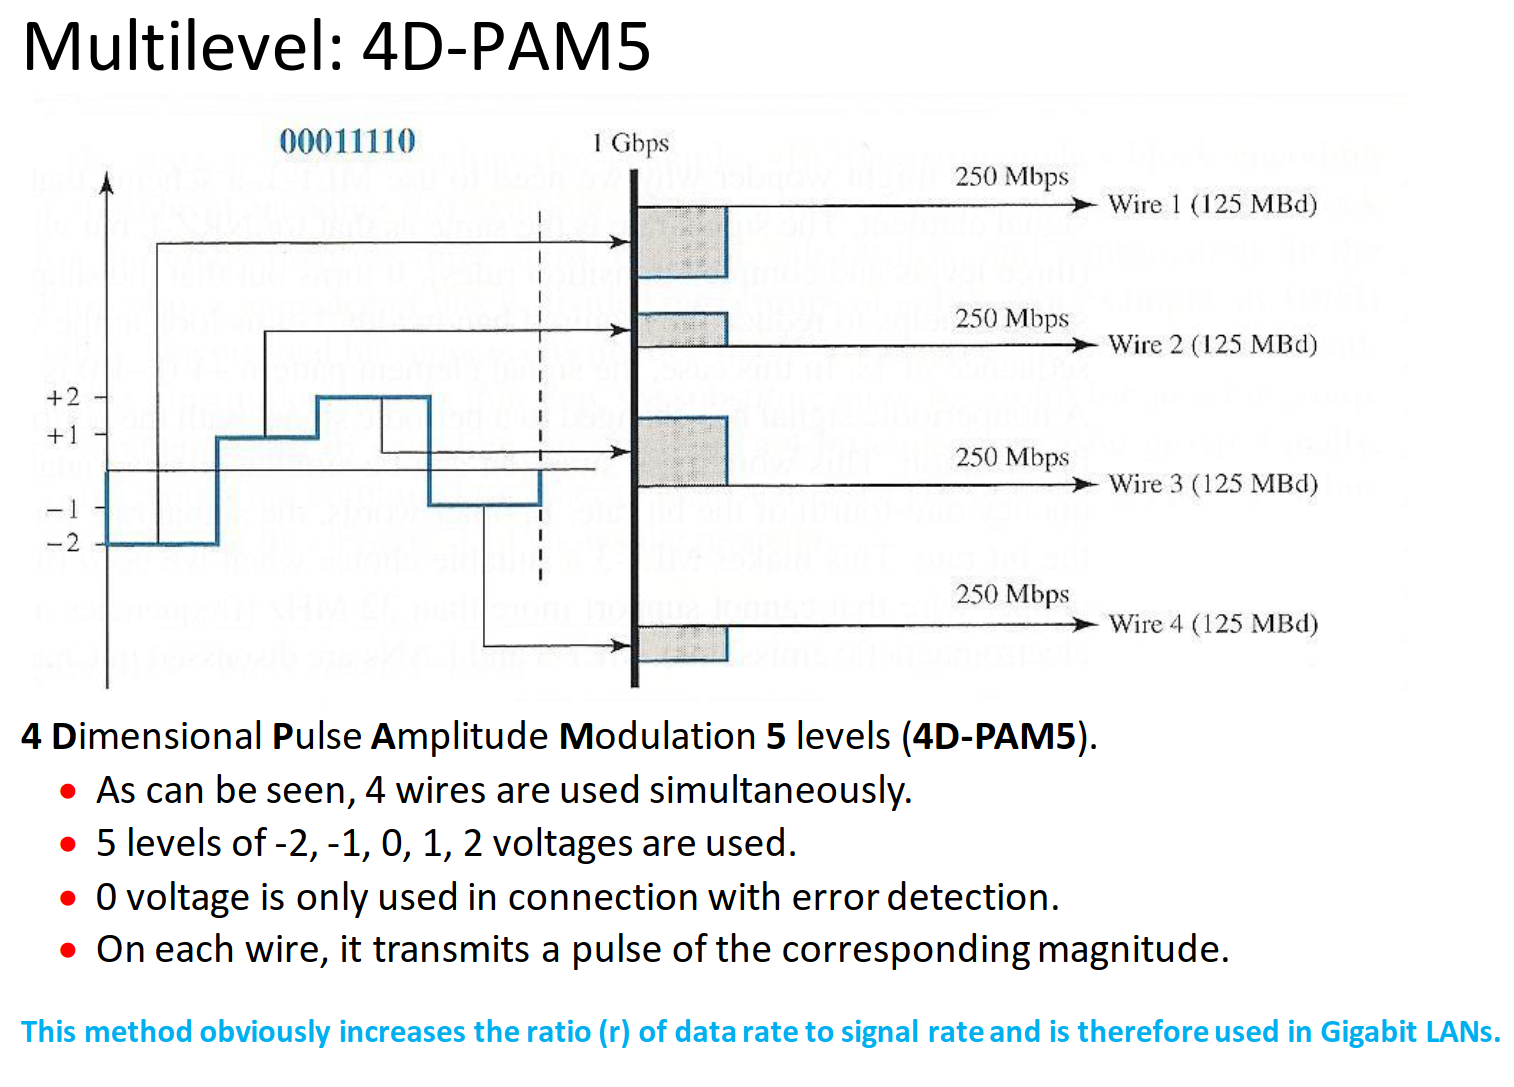 Multilevel: 4D-PAM5
00011110
1 Gbps
250 Mbps
Wire 1 (125 MBd)
250 Mbps
Wire 2 (125 MBd)
+2
+1
250 Mbps
Wire 3 (125 MBd)
−1
−2
250 Mbps
Wire 4 (125 MBd)
4 Dimensional Pulse Amplitude Modulation 5 levels (4D-PAM5).
• As can be seen, 4 wires are used simultaneously.
• 5 levels of -2, -1, 0, 1, 2 voltages are used.
• 0 voltage is only used in connection with error detection.
• On each wire, it transmits a pulse of the corresponding magnitude.
This method obviously increases the ratio (r) of data rate to signal rate and is therefore used in Gigabit LANs.